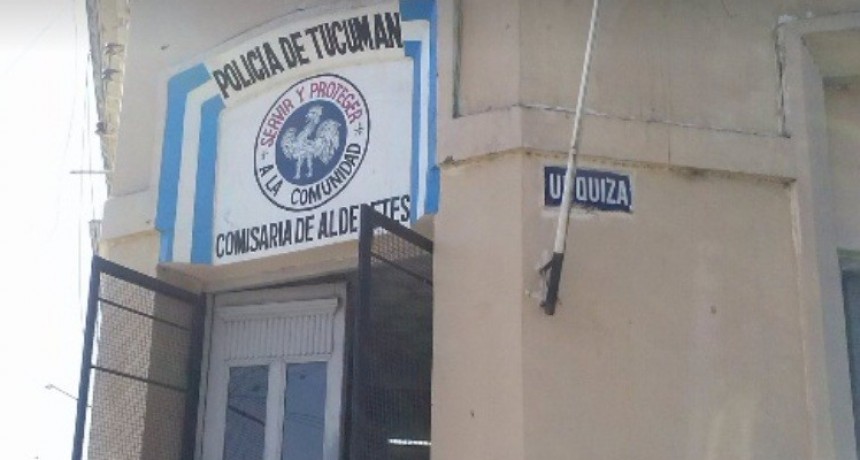 POLICIA DE TUCUMAN
SERVIR Y PROTEGER
A LA COMUNIDAD
COMISARIA DE ALDERETES
URQUIZA